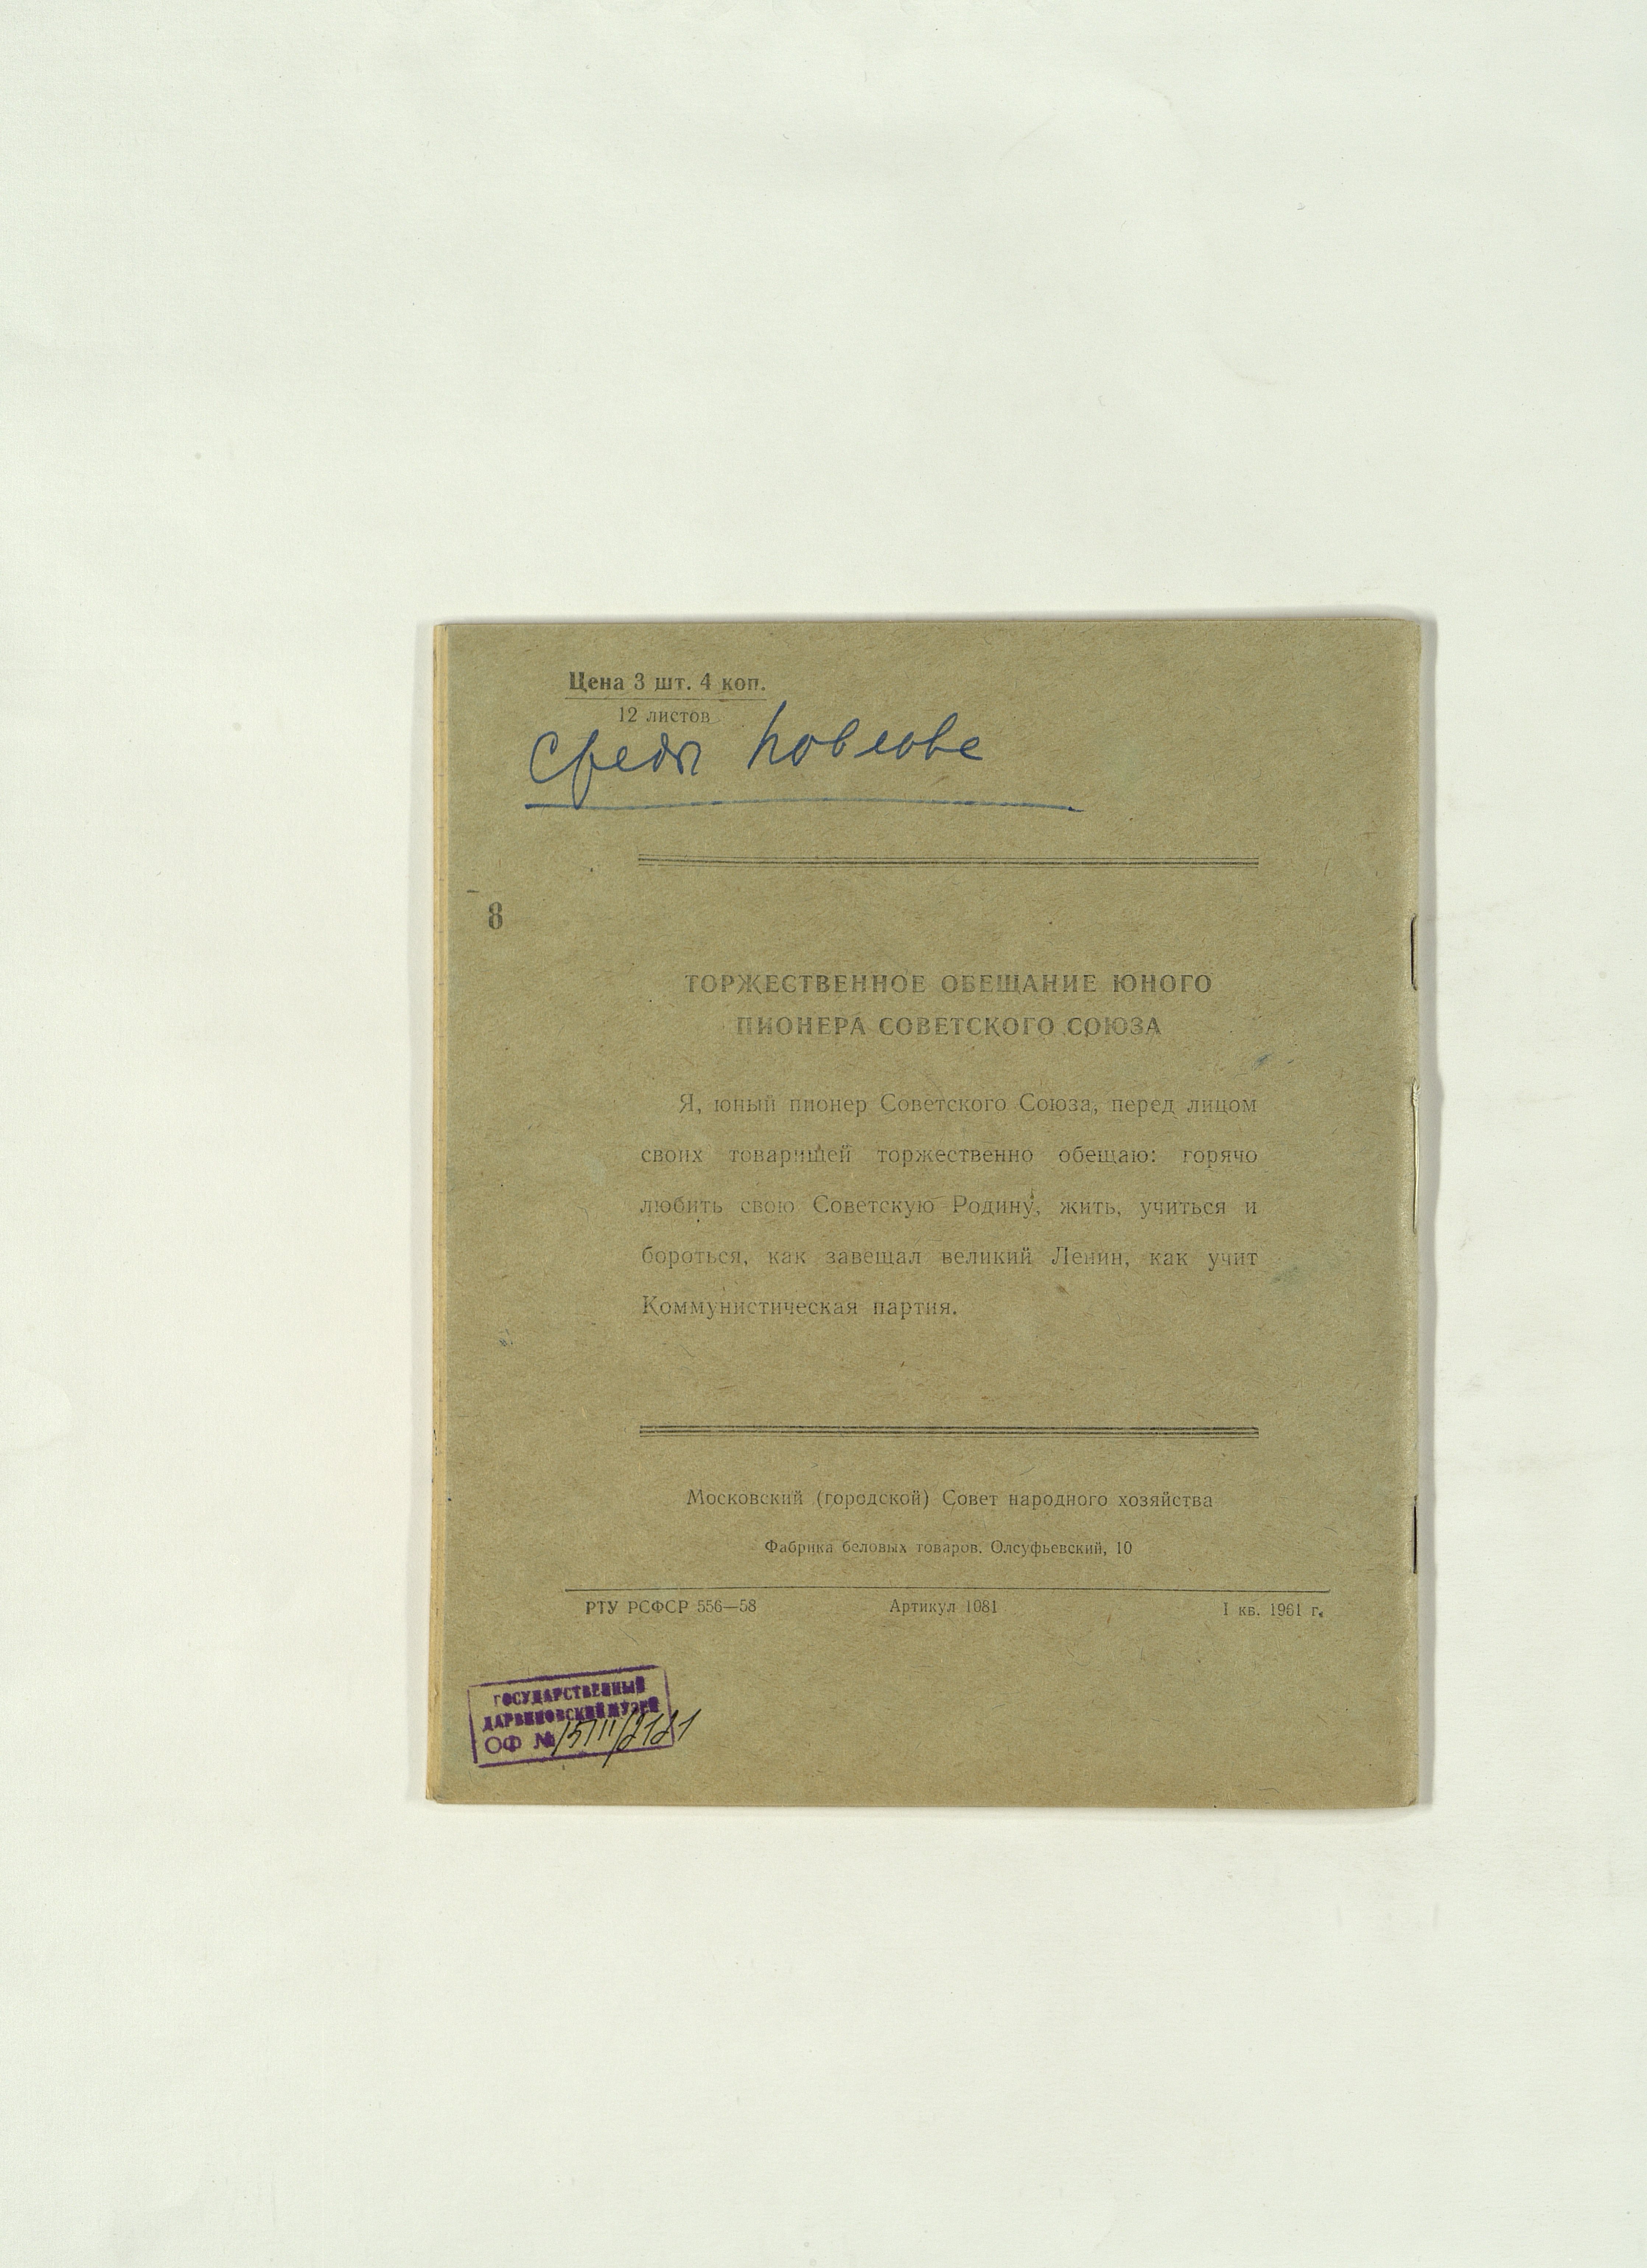 Цена 3 шт. 4 коп.
12 листов
среды
8
ТОРЖЕСТВЕННОЕ ОБЕЩАНИЕ ЮНОГО
ПИОНЕРА СОВЕТСКОГО СОЮЗА
Я, юный пионер Советского Союза, перед лицом
своих товарищей торжественно обещаю: горячо
любить свою Советскую Родину, жить, учиться и
бороться, как завещал великий Ленин, как учит
Коммунистическая партия.
Московский (городской) Совет народного хозяйства
Фабрика беловых товаров. Олсуфьевский, 10
РТУ РСФСР 556—58 Артикул 1081 I кв. 1961 г.
ГОСУДАРСТВЕННЫЙ
ДАРВИНОВСКИЙ МУЗЕЙ
ОФ № 15111/2121